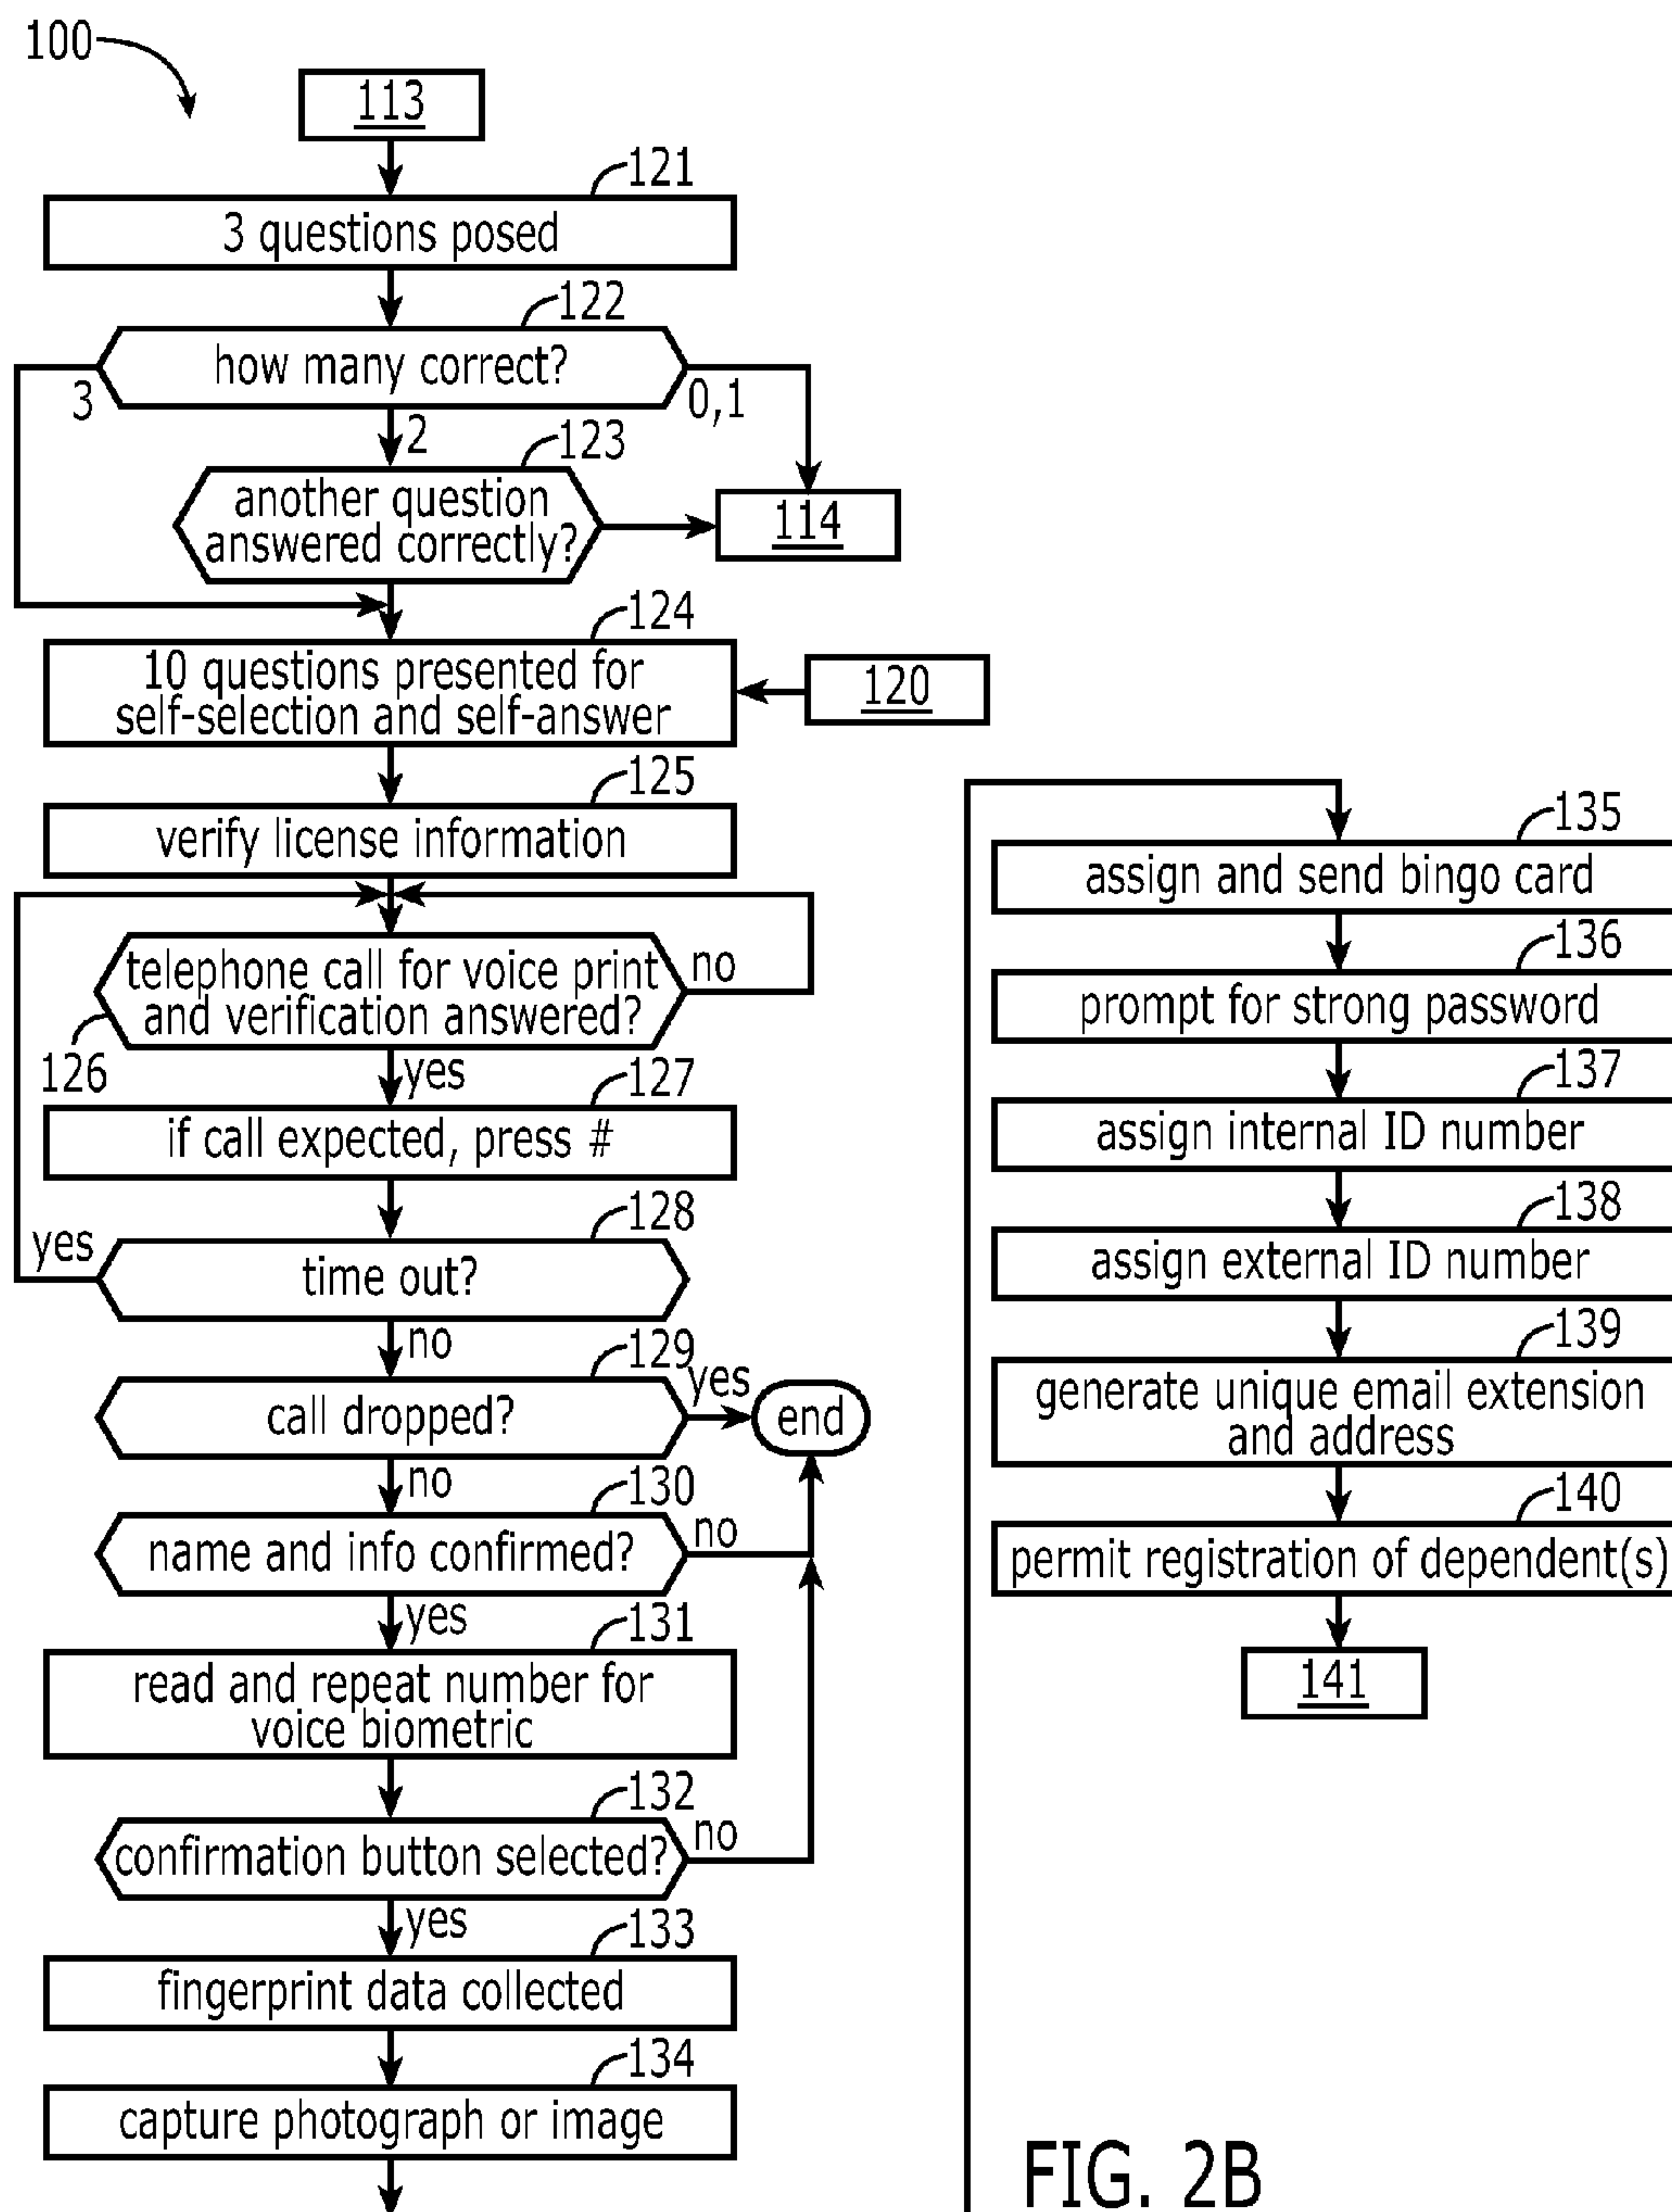 100
113
121
3 questions posed
122
how many correct?
3
0,1
2
123
another question
answered correctly?
114
124
10 questions presented for
self-selection and self-answer
120
125
verify license information
telephone call for voice print
and verification answered?
no
126
yes
127
if call expected, press #
128
yes
time out?
no
129
yes
call dropped?
end
no
130
name and info confirmed?
no
yes
131
read and repeat number for
voice biometric
132
confirmation button selected?
no
yes
133
fingerprint data collected
134
capture photograph or image
135
assign and send bingo card
136
prompt for strong password
137
assign internal ID number
138
assign external ID number
139
generate unique email extension
and address
140
permit registration of dependent(s)
141
FIG. 2B